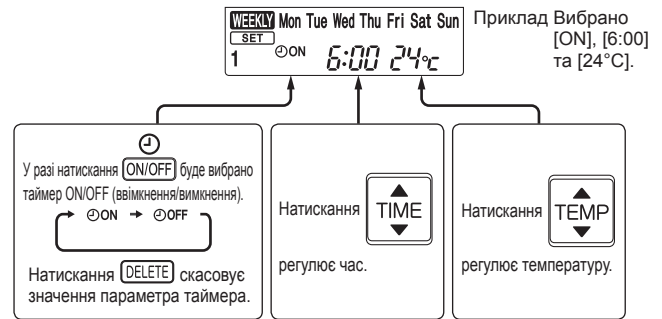 WEEKLY Mon Tue Wed Thu Fri Sat Sun
SET
1 ON 6:00 24°C
Приклад Вибрано
[ON], [6:00]
та [24°C].
У разі натискання ON/OFF буде вибрано
таймер ON/OFF (ввімкнення/вимкнення).
ON → OFF
Натискання DELETE скасовує
значення параметра таймера.
Натискання TIME
регулює час.
Натискання TEMP
регулює температуру.